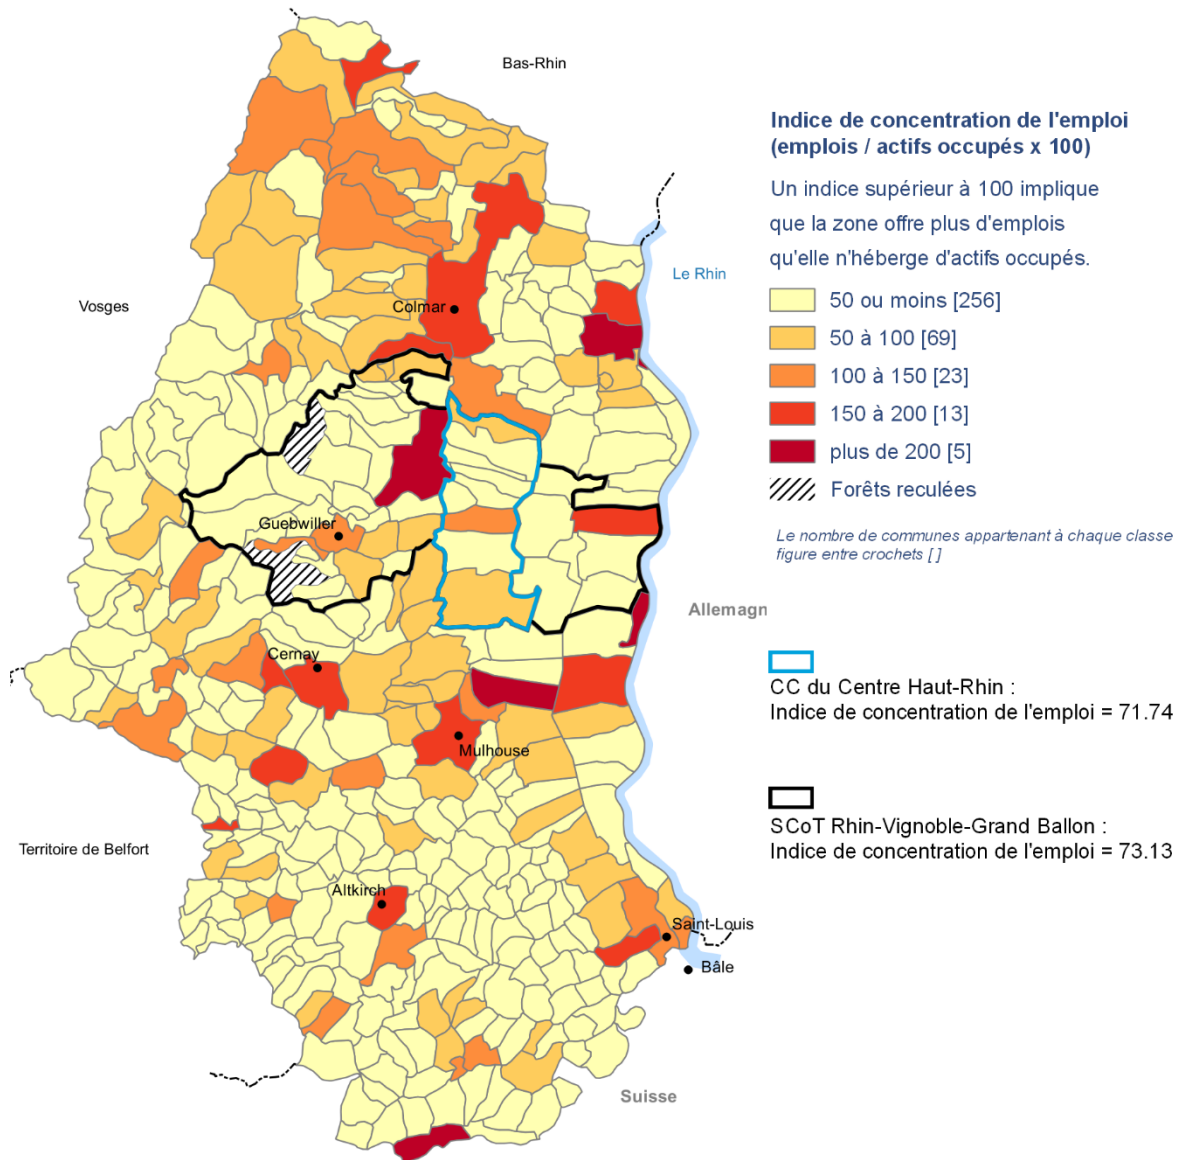 Bas-Rhin
Vosges
Colmar
Le Rhin
Guebwiller
Cernay
Mulhouse
Allemagn
Territoire de Belfort
Altkirch
Saint-Louis
Bâle
Suisse
Indice de concentration de l'emploi
(emplois / actifs occupés x 100)
Un indice supérieur à 100 implique
que la zone offre plus d'emplois
qu'elle n'héberge d'actifs occupés.
50 ou moins [256]
50 à 100 [69]
100 à 150 [23]
150 à 200 [13]
plus de 200 [5]
Forêts reculées
Le nombre de communes appartenant à chaque classe
figure entre crochets [ ]
CC du Centre Haut-Rhin :
Indice de concentration de l'emploi = 71.74
SCoT Rhin-Vignoble-Grand Ballon :
Indice de concentration de l'emploi = 73.13